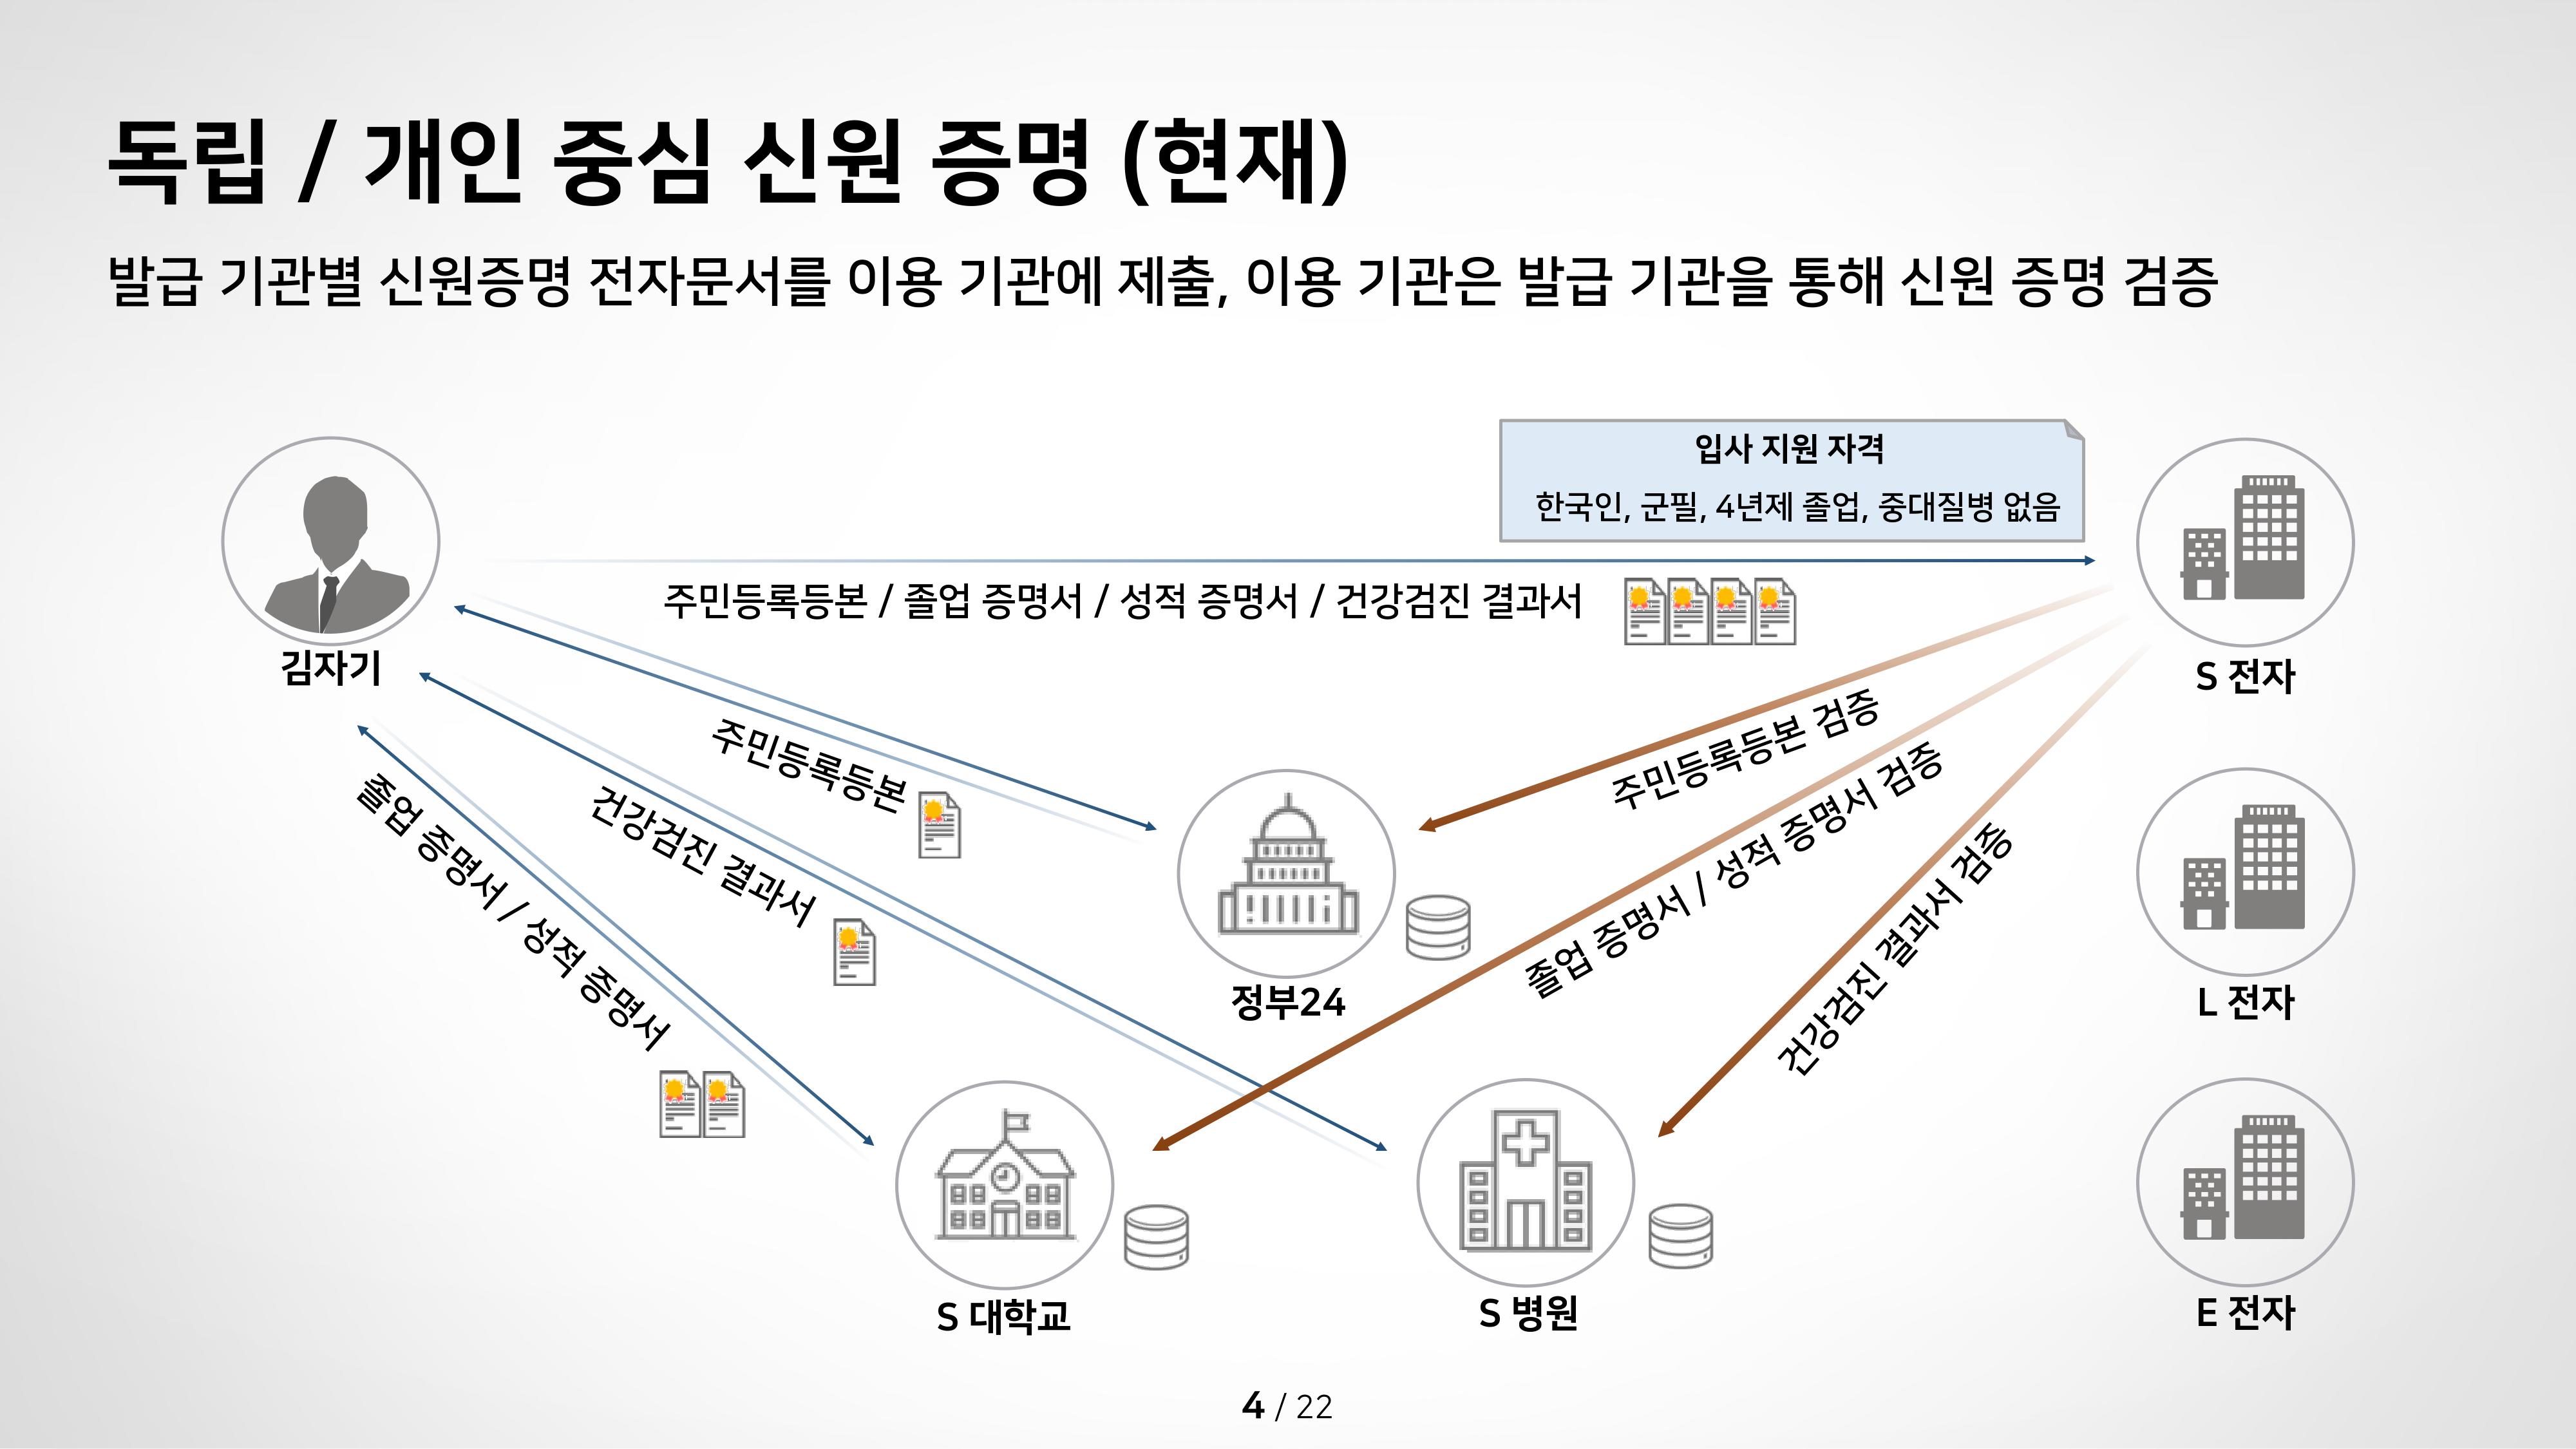 독립 / 개인 중심 신원 증명 (현재)
발급 기관별 신원증명 전자문서를 이용 기관에 제출, 이용 기관은 발급 기관을 통해 신원 증명 검증
입사 지원 자격
한국인, 군필, 4년제 졸업, 중대질병 없음
주민등록등본 / 졸업 증명서 / 성적 증명서 / 건강검진 결과서
김자기
S 전자
주민등록등본
주민등록등본 검증
건강검진 결과서
졸업 증명서 / 성적 증명서
졸업 증명서 / 성적 증명서 검증
건강검진 결과서 검증
정부24
L 전자
S 대학교
S 병원
E 전자
4 / 22